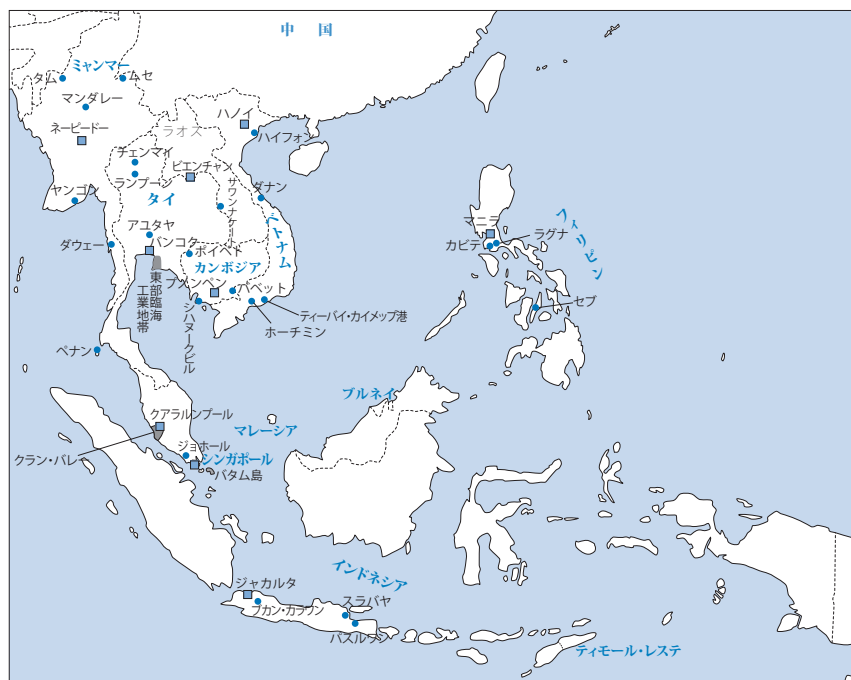 中 国
ミャンマー
タム
ムセ
マンダレー
ネーピードー
ラオス
ハノイ
ハイフォン
チェンマイ
ビエンチャン
ランプーン
サワンナケート
ダナン
ヤンゴン
タイ
ベトナム
アユタヤ
バンコク
ダウェー
ポイペト
カンボジア
プノンペン
バベット
東部臨海
工業地帯
シハヌークビル
ティーバイ・カイメップ港
ホーチミン
マニラ
カビテ
ラグナ
フィリピン
セブ
ペナン
ブルネイ
クアラルンプール
マレーシア
クラン・バレー
ジョホール
シンガポール
バタム島
インドネシア
ジャカルタ
ブカシ・カラワン
スラバヤ
パスルワン
ティモール・レステ